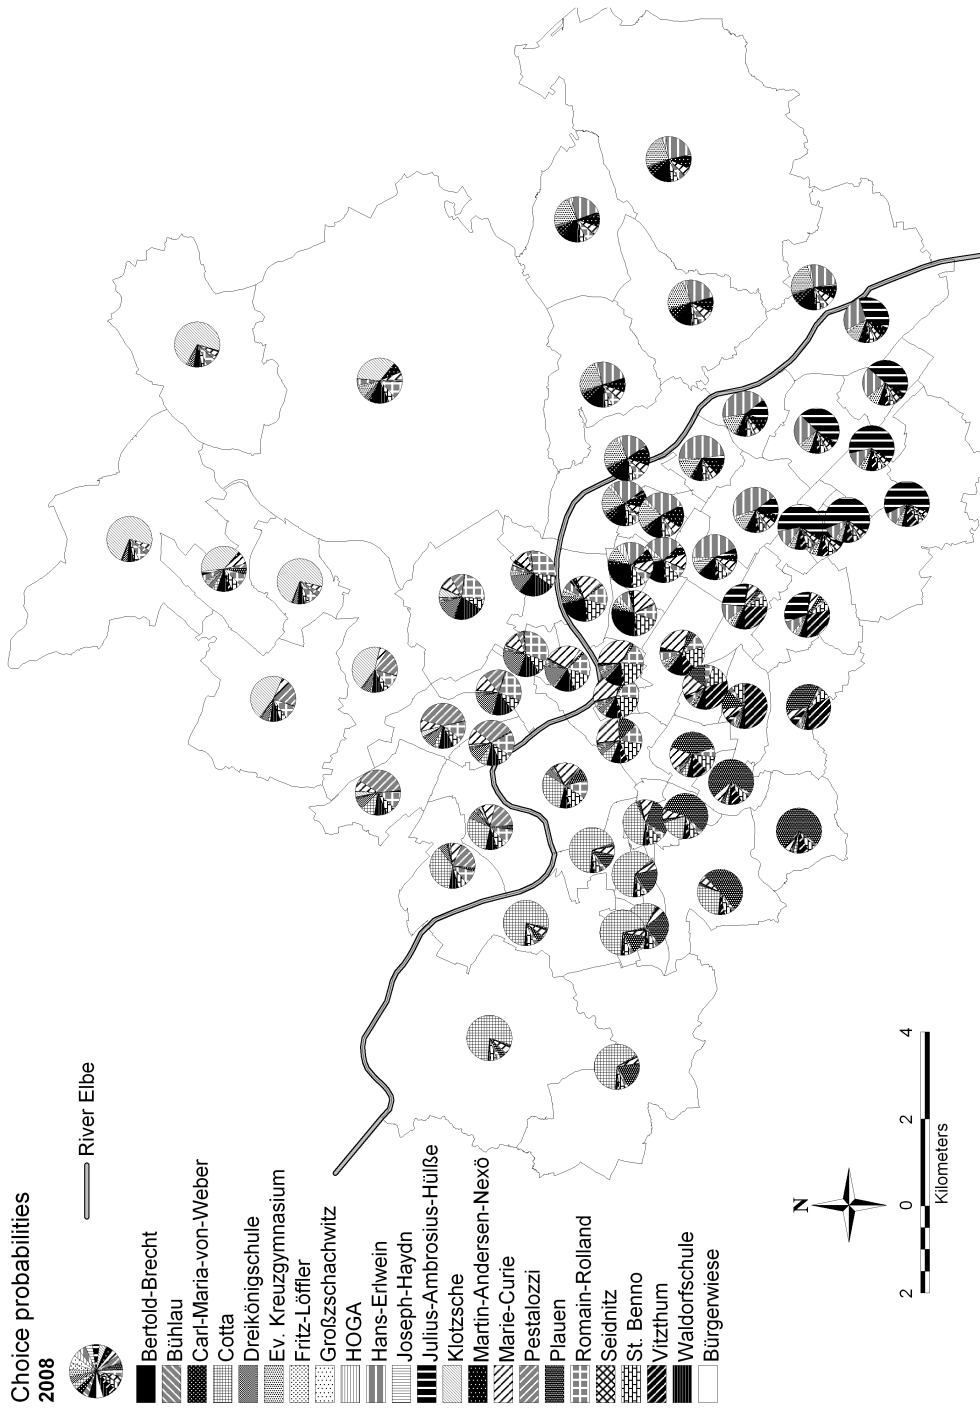 Choice probabilities
2008
River Elbe
Bertold-Brecht
Bühlau
Carl-Maria-von-Weber
Cotta
Dreikönigschule
Ev. Kreuzgymnasium
Fritz-Löffler
Großzschachwitz
HOGA
Hans-Erlwein
Joseph-Haydn
Julius-Ambrosius-Hülße
Klotzsche
Martin-Andersen-Nexö
Marie-Curie
Pestalozzi
Plauen
Romain-Rolland
Seidnitz
St. Benno
Vitzthum
Waldorfschule
Bürgerwiese
N
2 0 2 4
Kilometers